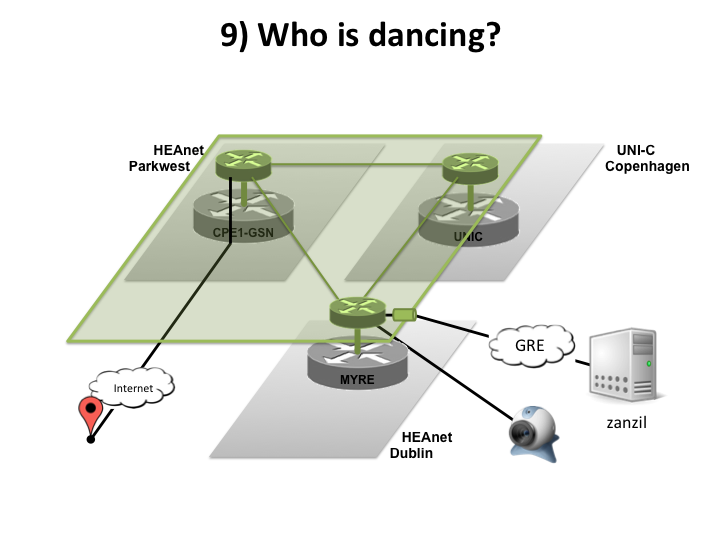 9) Who is dancing?
HEAnet
Parkwest
UNI-C
Copenhagen
CPE1-GSN
UNIC
GRE
Internet
MYRE
zanzil
HEAnet
Dublin